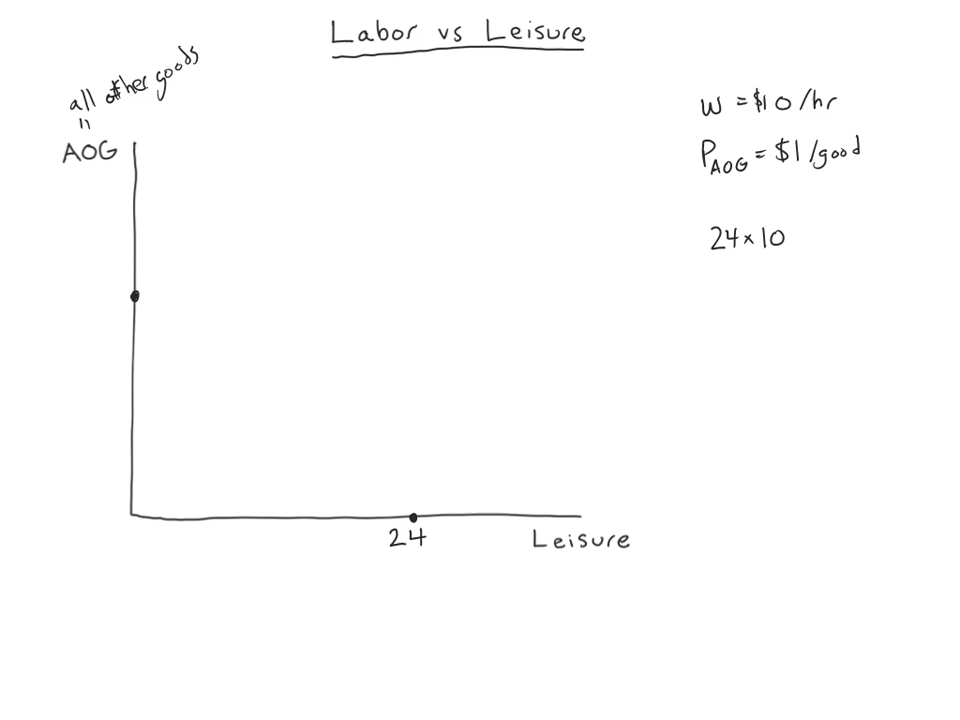 Labor vs Leisure
all other goods
"
AOG
w = $10/hr
P_AOG = $1/good
24 × 10
24
Leisure